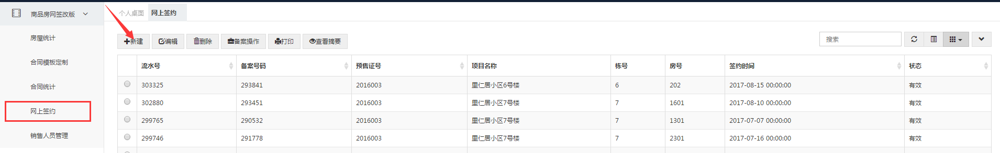 商品房网签改版
房屋统计
合同模板定制
合同统计
网上签约
销售人员管理
个人桌面 网上签约
新建 编辑 删除 备案操作 打印 查看摘要 搜索
流水号 备案号码 预售证号 项目名称 栋号 房号 签约时间 状态
303325 293841 2016003 里仁居小区6号楼 6 202 2017-08-15 00:00:00 有效
302880 293451 2016003 里仁居小区7号楼 7 1601 2017-08-10 00:00:00 有效
299765 290532 2016003 里仁居小区7号楼 7 1301 2017-07-07 00:00:00 有效
299746 291778 2016003 里仁居小区7号楼 7 2301 2017-07-16 00:00:00 有效